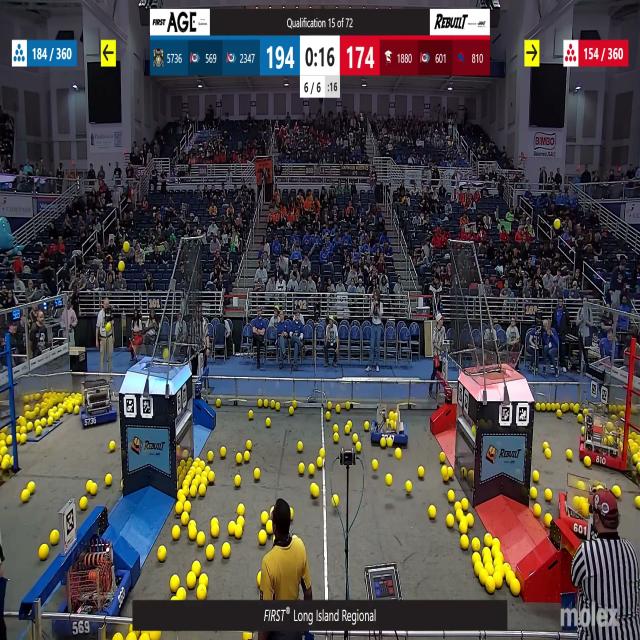 FIRST AGE
Qualification 15 of 72
REBUILT
184 / 360
5736 569 2347 194 0:16 174 1880 601 810
154 / 360
6 / 6 :16
BIMBO
REBUILT
REBUILT
5736
810
601
569
FIRST® Long Island Regional
molex